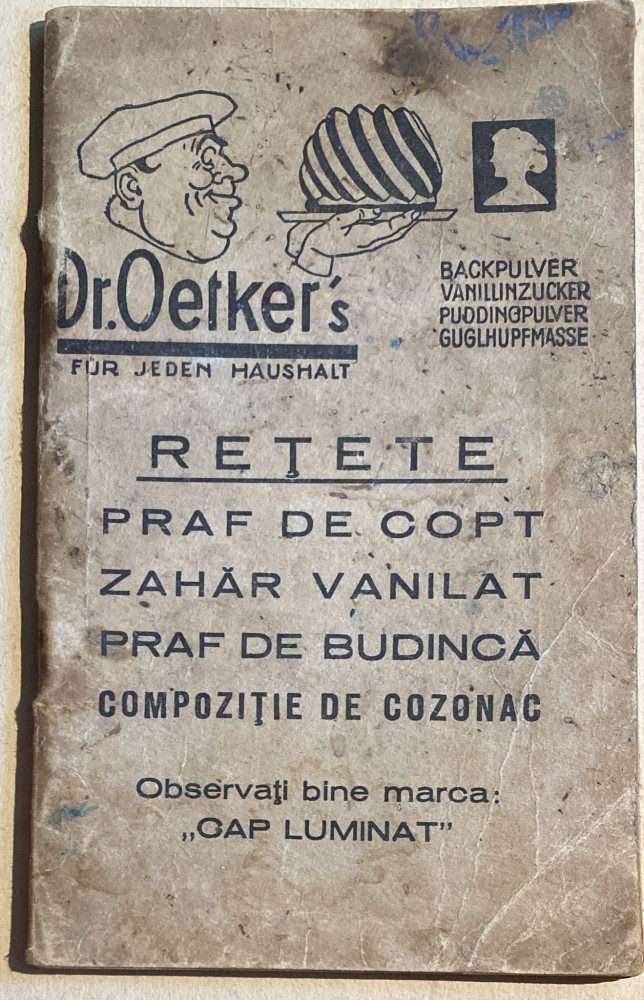 Dr.Oetker's
FÜR JEDEN HAUSHALT
BACKPULVER
VANILLINZUCKER
PUDDINGPULVER
GUGLHUPFMASSE
REŢETE
PRAF DE COPT
ZAHĂR VANILAT
PRAF DE BUDINCĂ
COMPOZIŢIE DE COZONAC
Observaţi bine marca:
„CAP LUMINAT”